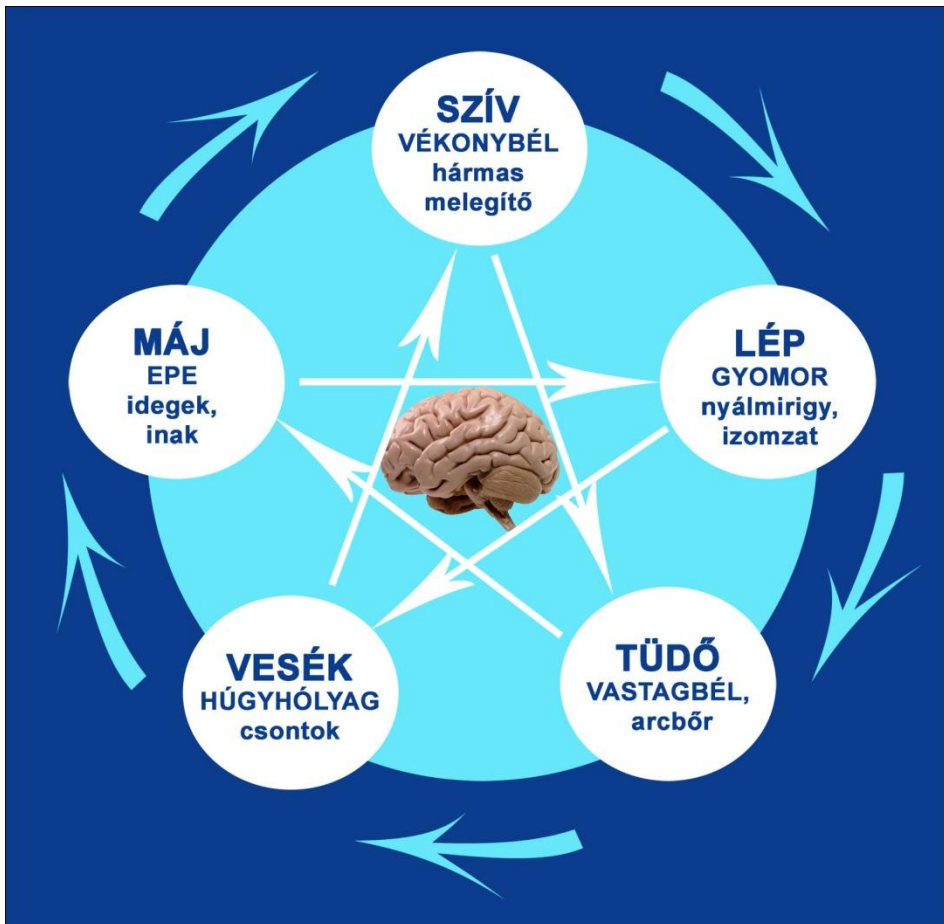 SZÍV
VÉKONYBÉL
hármas
melegítő
MÁJ
EPE
idegek,
inak
LÉP
GYOMOR
nyálmirigy,
izomzat
VESÉK
HÚGYHÓLYAG
csontok
TÜDŐ
VASTAGBÉL,
arcbőr